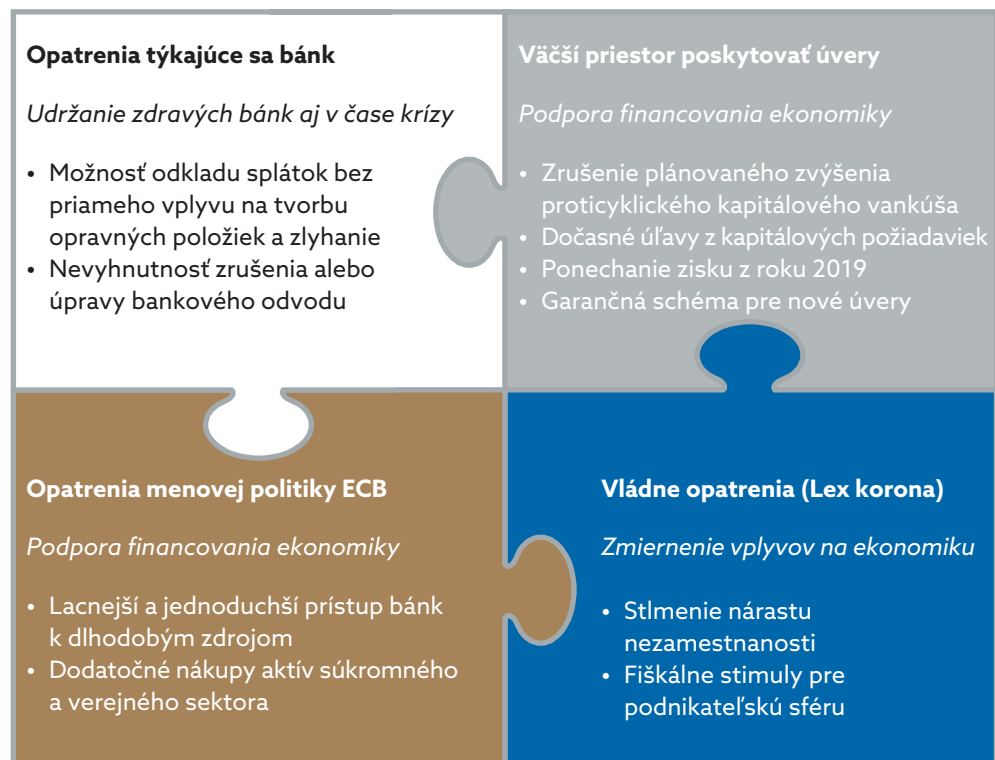 Opatrenia týkajúce sa bánk
Udržanie zdravých bánk aj v čase krízy
• Možnosť odkladu splátok bez
priameho vplyvu na tvorbu
opravných položiek a zlyhanie
• Nevyhnutnosť zrušenia alebo
úpravy bankového odvodu
Väčší priestor poskytovať úvery
Podpora financovania ekonomiky
• Zrušenie plánovaného zvýšenia
proticyklického kapitálového vankúša
• Dočasné úľavy z kapitálových požiadaviek
• Ponechanie zisku z roku 2019
• Garančná schéma pre nové úvery
Opatrenia menovej politiky ECB
Podpora financovania ekonomiky
• Lacnejší a jednoduchší prístup bánk
k dlhodobým zdrojom
• Dodatočné nákupy aktív súkromného
a verejného sektora
Vládne opatrenia (Lex korona)
Zmiernenie vplyvov na ekonomiku
• Stlmenie nárastu
nezamestnanosti
• Fiškálne stimuly pre
podnikateľskú sféru